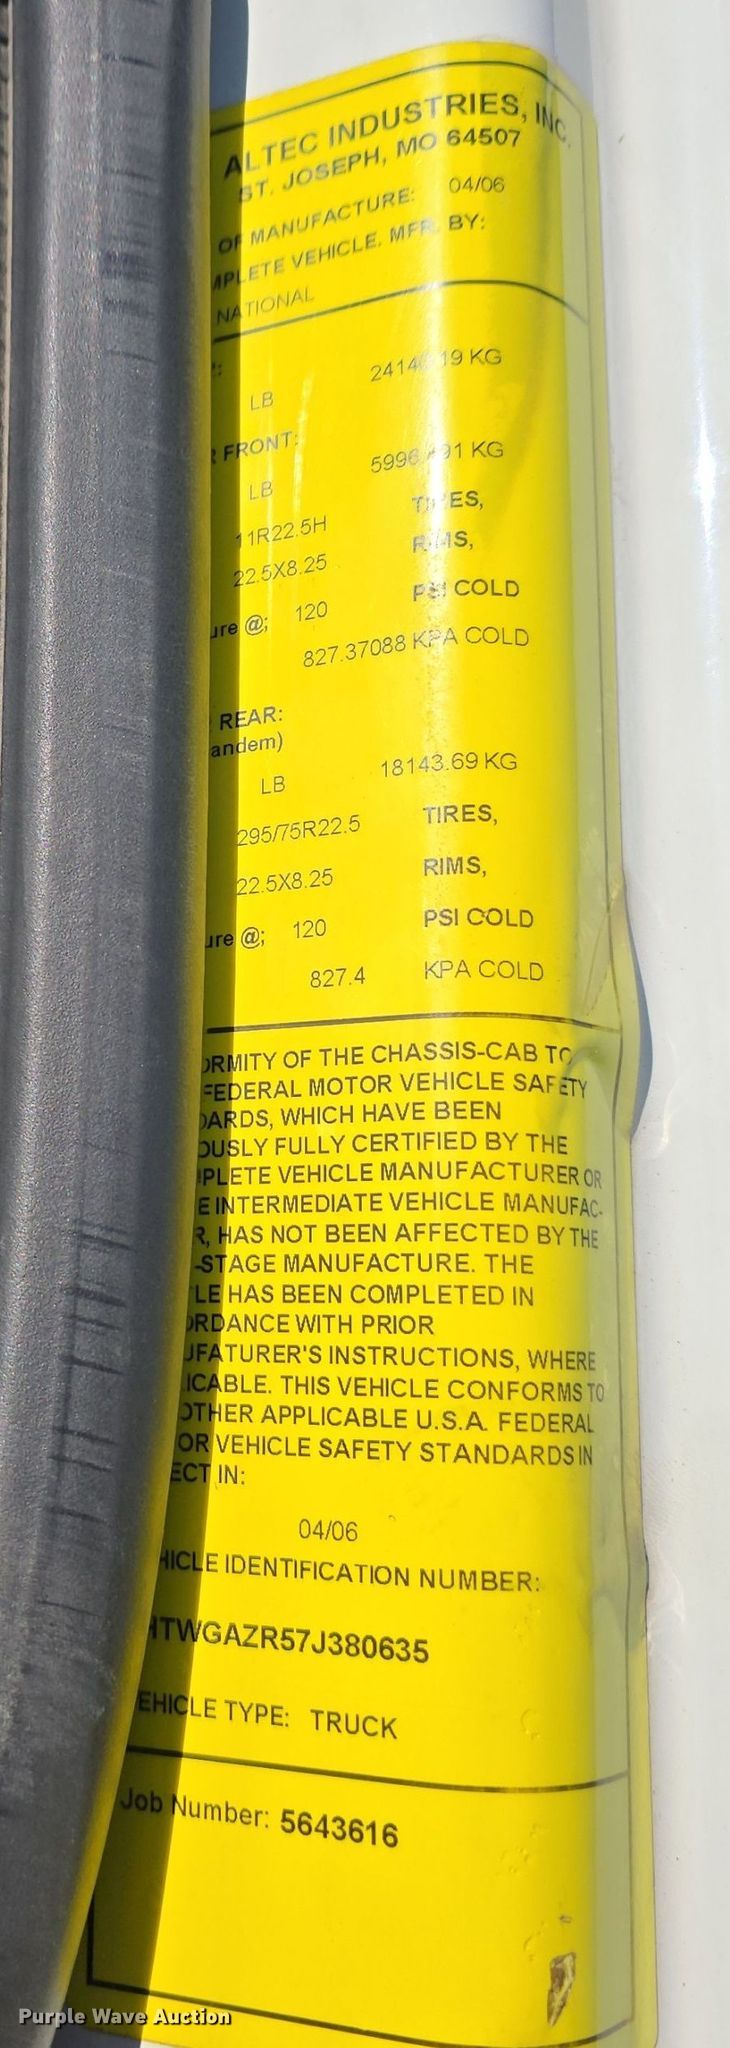 ALTEC INDUSTRIES, INC.
ST. JOSEPH, MO 64507
OF MANUFACTURE: 04/06
MPLETE VEHICLE. MFR. BY:
NATIONAL
KG
LB
FRONT:
KG
LB
11R22.5H TIRES,
22.5X8.25 RIMS,
ure @; 120 PSI COLD
827.37088 KPA COLD
REAR:
andem)
18143.69 KG
LB
295/75R22.5 TIRES,
22.5X8.25 RIMS,
ure @; 120 PSI COLD
827.4 KPA COLD
ORMITY OF THE CHASSIS-CAB TO
FEDERAL MOTOR VEHICLE SAFETY
DARDS, WHICH HAVE BEEN
OUSLY FULLY CERTIFIED BY THE
PLETE VEHICLE MANUFACTURER OR
E INTERMEDIATE VEHICLE MANUFAC-
R, HAS NOT BEEN AFFECTED BY THE
-STAGE MANUFACTURE. THE
LE HAS BEEN COMPLETED IN
ORDANCE WITH PRIOR
UFATURER'S INSTRUCTIONS, WHERE
ICABLE. THIS VEHICLE CONFORMS TO
OTHER APPLICABLE U.S.A. FEDERAL
OR VEHICLE SAFETY STANDARDS IN
ECT IN:
04/06
HICLE IDENTIFICATION NUMBER:
HTWGAZR57J380635
EHICLE TYPE: TRUCK
Job Number: 5643616
Purple Wave Auction